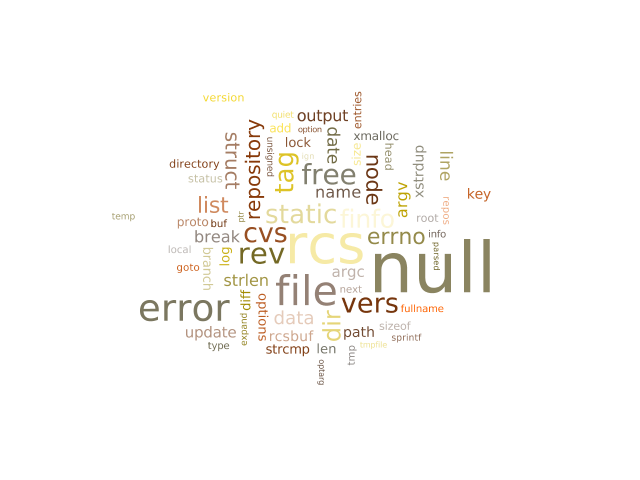 version
entries
quiet
output
add
option
repository
struct
unsigned
lock
date
xmalloc
head
size
line
directory
status
tag
ign
free
node
xstrdup
name
argv
key
list
ptr
static
finfo
root
repos
temp
proto
buf
break
cvs
rcs
errno
info
parsed
local
goto
branch
log
rev
argc
null
strlen
file
next
error
expand
diff
options
vers
fullname
data
dir
update
type
rcsbuf
path
sizeof
sprintf
strcmp
len
tmp
tmpfile
optarg